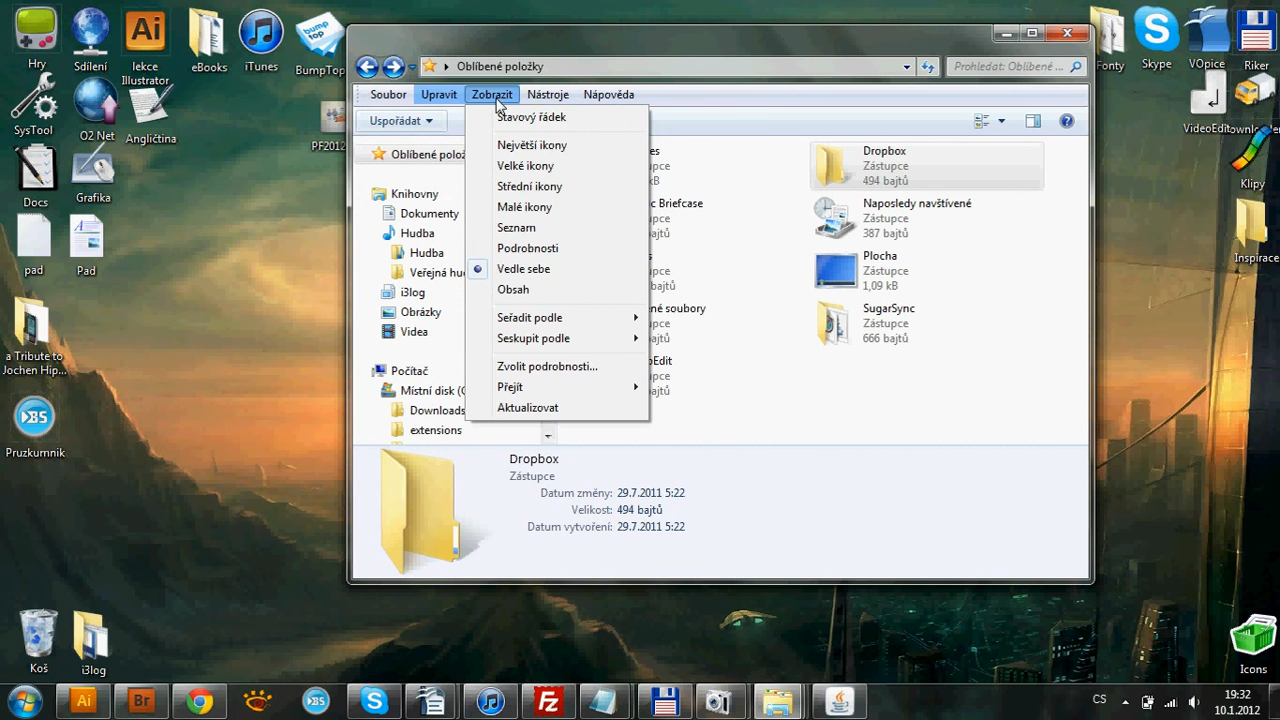 Hry
Sdílení
lekce
Illustrator
eBooks
iTunes
BumpTop
Fonty
Skype
VOpice
Riker
SysTool
O2 Net
Angličtina
PF2012
VideoEdit
Docs
Grafika
Klipy
pad
Pad
Inspirace
a Tribute to
Jochen Hip...
Pruzkumnik
Koš
i3log
Icons
Oblíbené položky
Prohledat: Oblíbené ...
Soubor
Upravit
Zobrazit
Nástroje
Nápověda
Uspořádat
Stavový řádek
Největší ikony
Velké ikony
Střední ikony
Malé ikony
Seznam
Podrobnosti
Vedle sebe
Obsah
Seřadit podle
Seskupit podle
Zvolit podrobnosti...
Přejít
Aktualizovat
Knihovny
Dokumenty
Hudba
Hudba
i3log
Obrázky
Videa
Počítač
Místní disk (C
Downloads
extensions
Briefcase
soubory
Dropbox
Zástupce
494 bajtů
Naposledy navštívené
Zástupce
387 bajtů
Plocha
Zástupce
1,09 kB
SugarSync
Zástupce
666 bajtů
Dropbox
Zástupce
Datum změny: 29.7.2011 5:22
Velikost: 494 bajtů
Datum vytvoření: 29.7.2011 5:22
CS
19:32
10.1.2012